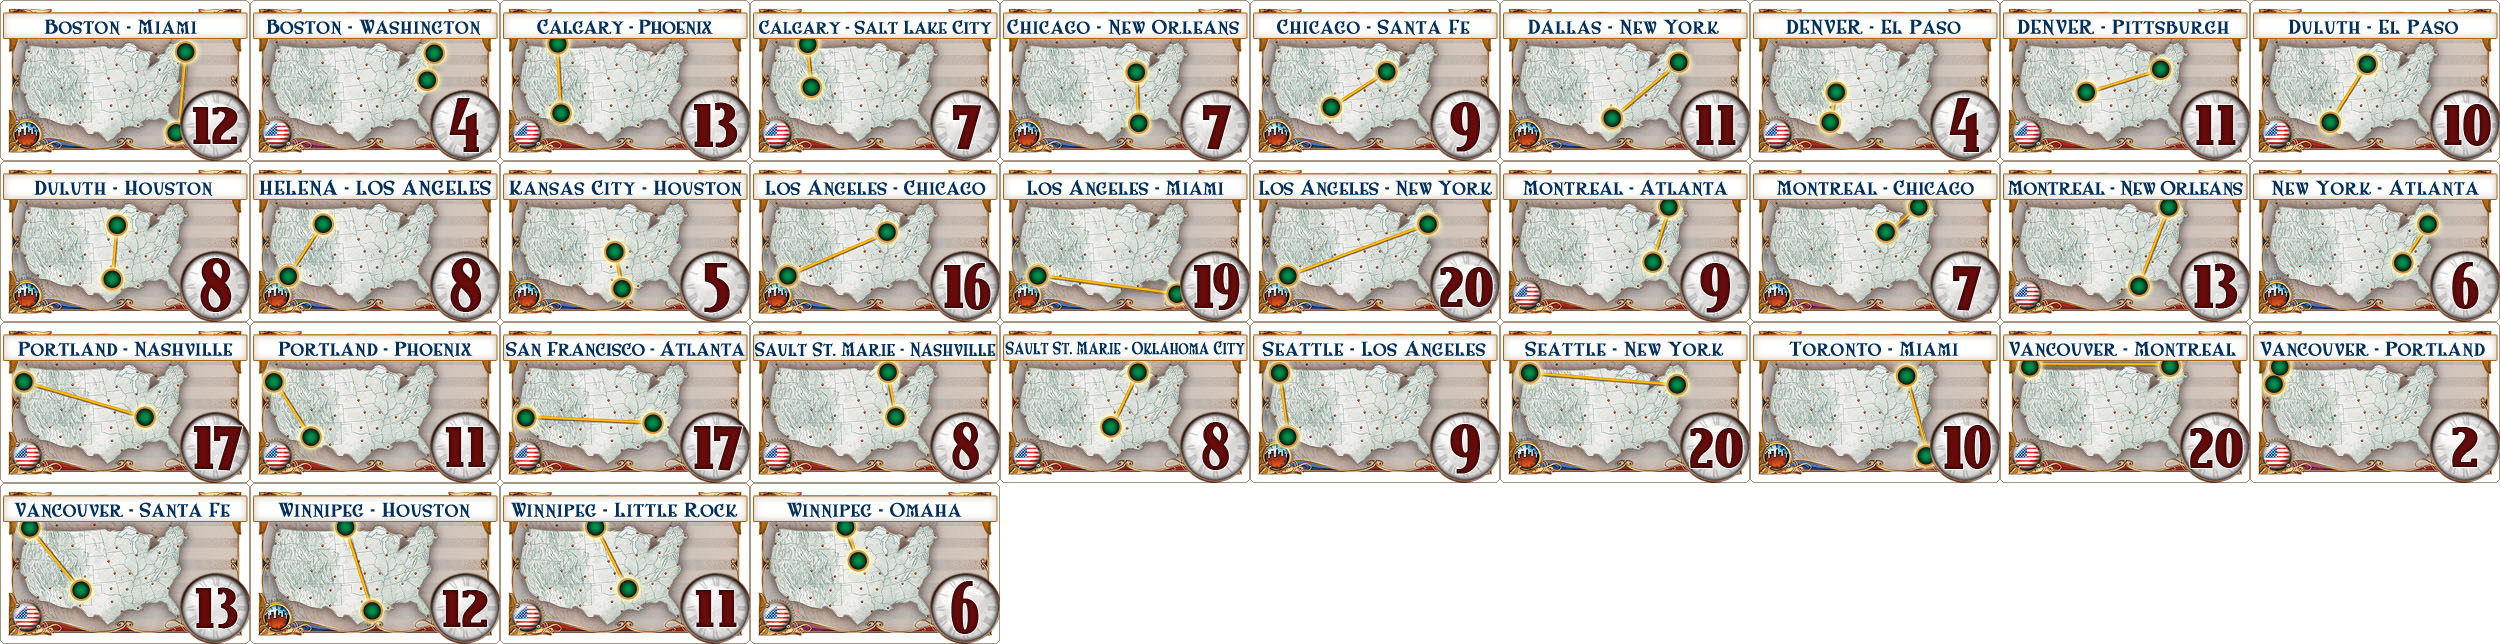 BOSTON - MIAMI
12
BOSTON - WASHINGTON
4
CALGARY - PHOENIX
13
CALGARY - SALT LAKE CITY
7
CHICAGO - NEW ORLEANS
7
CHICAGO - SANTA FE
9
DALLAS - NEW YORK
11
DENVER - EL PASO
4
DENVER - PITTSBURGH
11
DULUTH - EL PASO
10
DULUTH - HOUSTON
8
HELENA - LOS ANGELES
8
KANSAS CITY - HOUSTON
5
LOS ANGELES - CHICAGO
16
LOS ANGELES - MIAMI
19
LOS ANGELES - NEW YORK
20
MONTREAL - ATLANTA
9
MONTREAL - CHICAGO
7
MONTREAL - NEW ORLEANS
13
NEW YORK - ATLANTA
6
PORTLAND - NASHVILLE
17
PORTLAND - PHOENIX
11
SAN FRANCISCO - ATLANTA
17
SAULT ST. MARIE - NASHVILLE
8
SAULT ST. MARIE - OKLAHOMA CITY
8
SEATTLE - LOS ANGELES
9
SEATTLE - NEW YORK
20
TORONTO - MIAMI
10
VANCOUVER - MONTREAL
20
VANCOUVER - PORTLAND
2
VANCOUVER - SANTA FE
13
WINNIPEG - HOUSTON
12
WINNIPEG - LITTLE ROCK
11
WINNIPEG - OMAHA
6